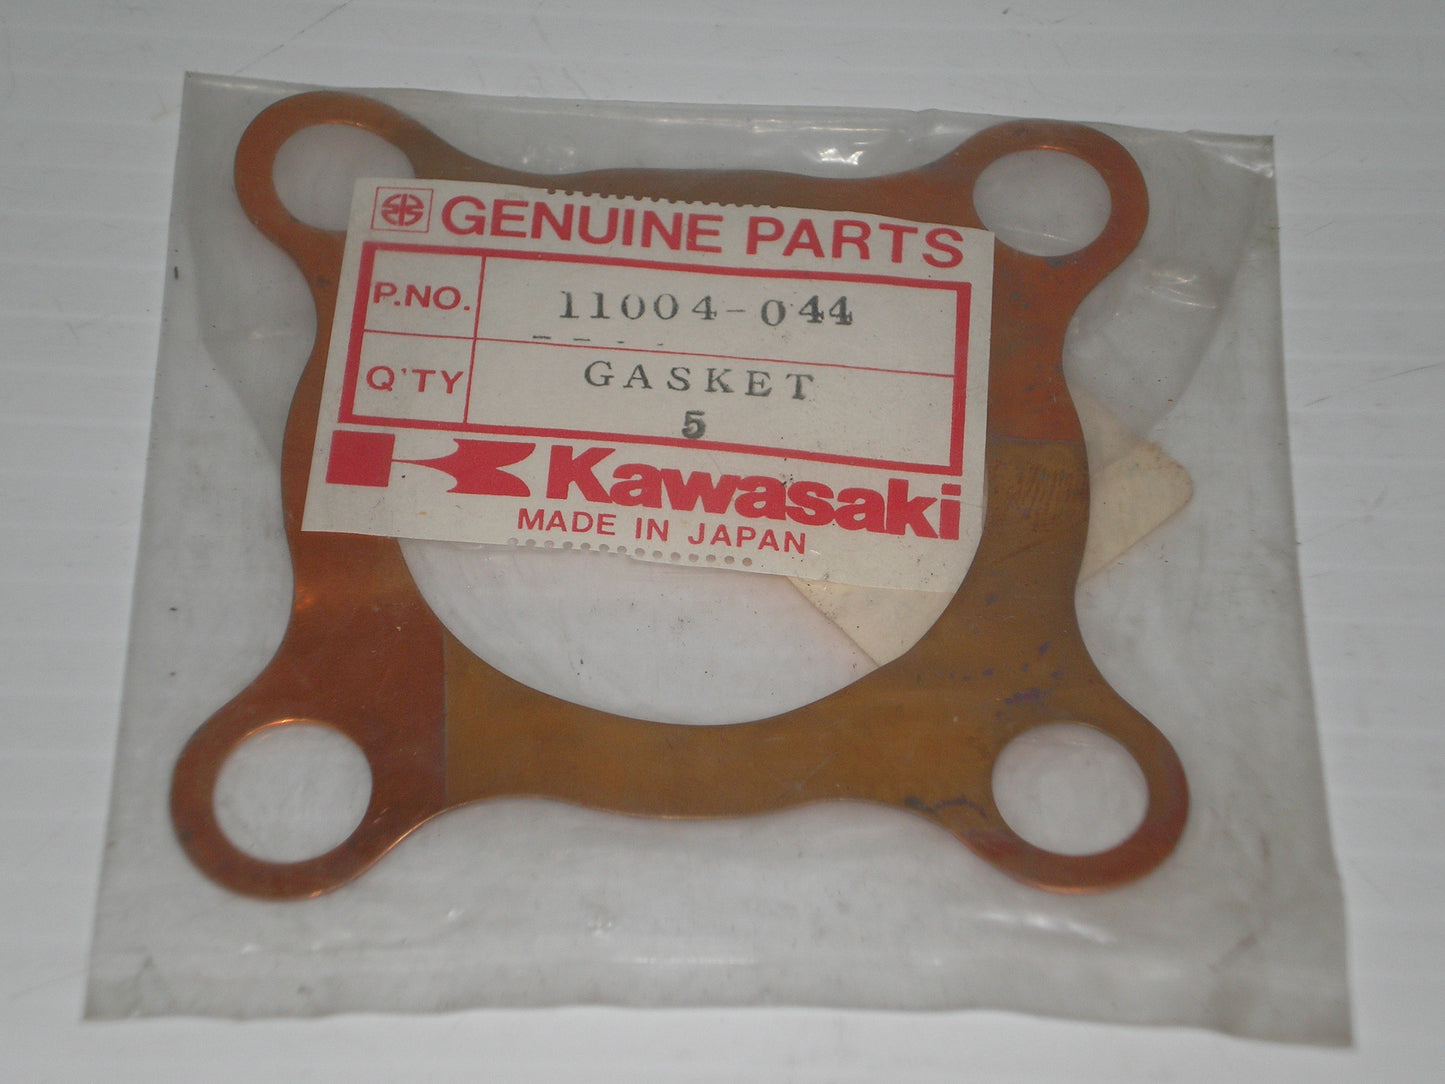 GENUINE PARTS
P.NO. 11004-044
Q'TY GASKET
5
Kawasaki
MADE IN JAPAN